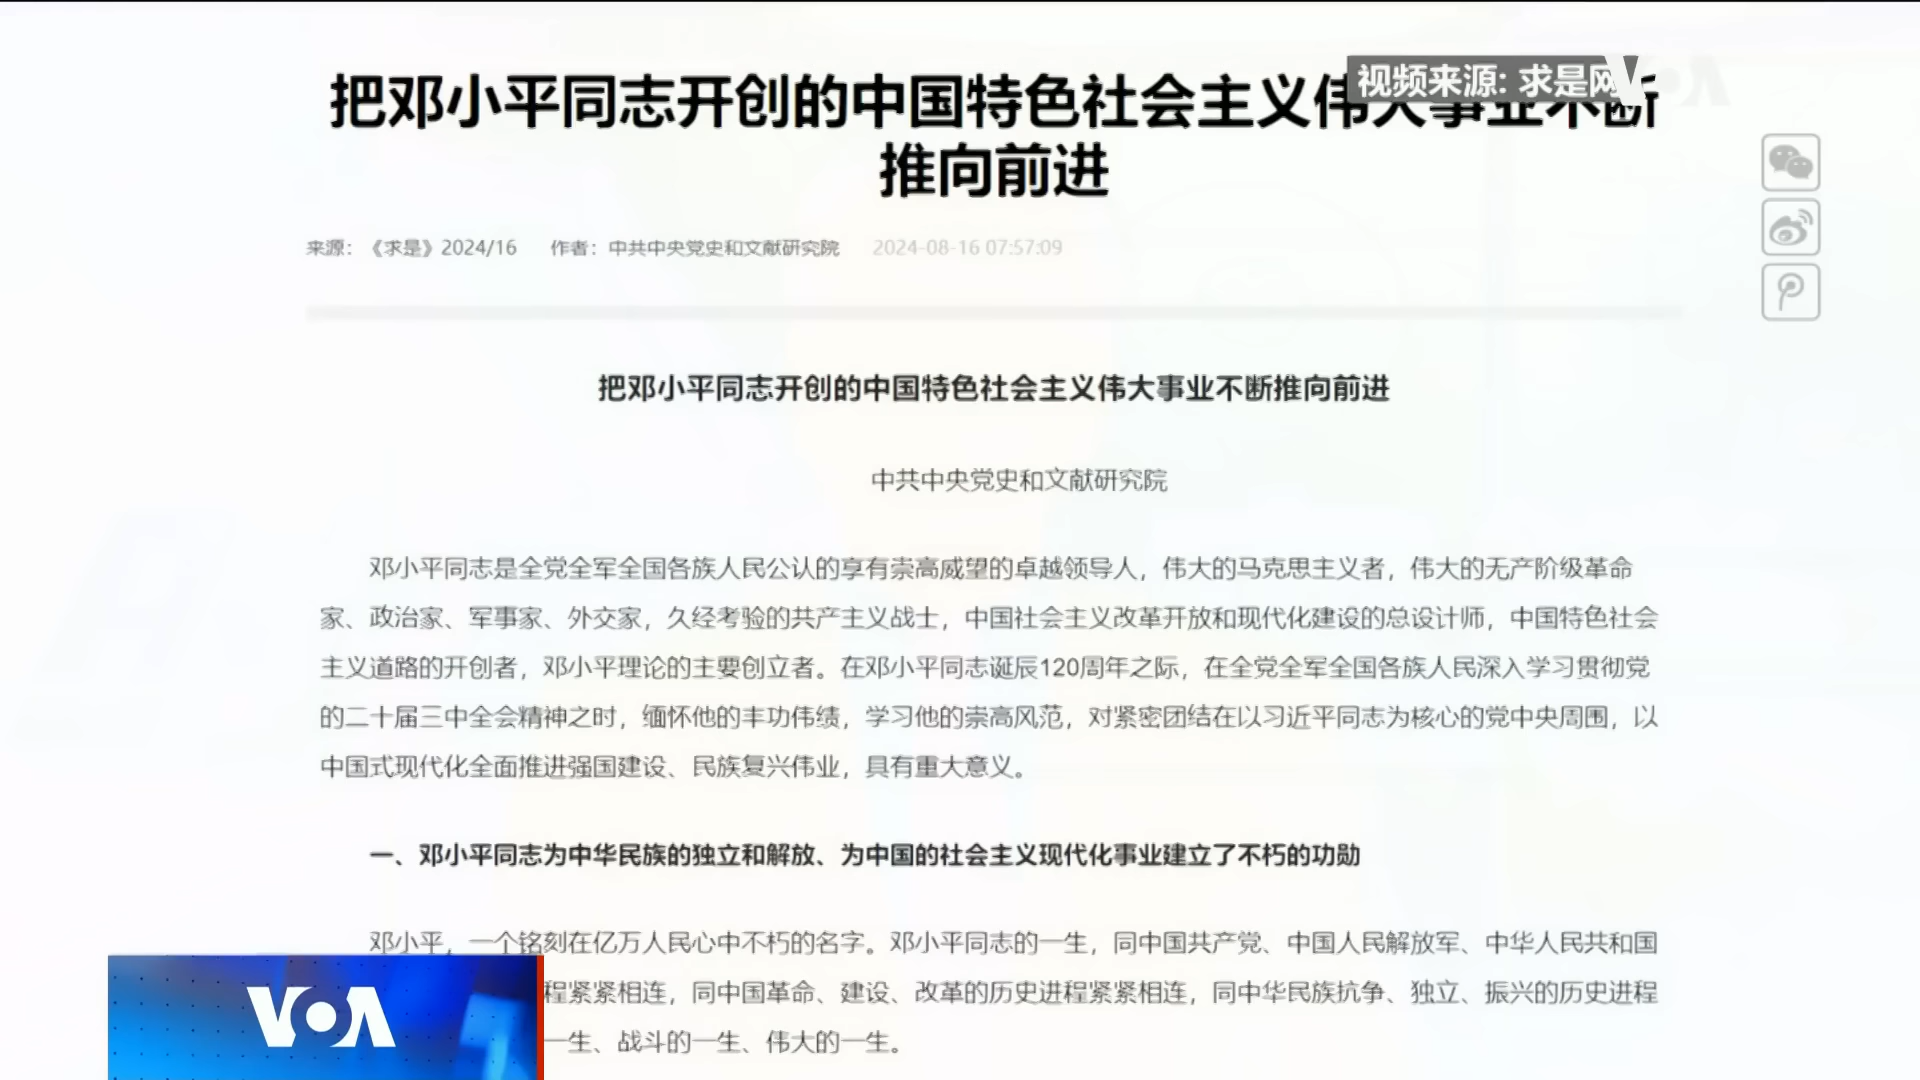 视频来源: 求是网
VOA
把邓小平同志开创的中国特色社会主义伟大事业不断
推向前进
来源：《求是》2024/16 作者：中共中央党史和文献研究院 2024-08-16 07:57:09
把邓小平同志开创的中国特色社会主义伟大事业不断推向前进
中共中央党史和文献研究院
邓小平同志是全党全军全国各族人民公认的享有崇高威望的卓越领导人，伟大的马克思主义者，伟大的无产阶级革命
家、政治家、军事家、外交家，久经考验的共产主义战士，中国社会主义改革开放和现代化建设的总设计师，中国特色社会
主义道路的开创者，邓小平理论的主要创立者。在邓小平同志诞辰120周年之际，在全党全军全国各族人民深入学习贯彻党
的二十届三中全会精神之时，缅怀他的丰功伟绩，学习他的崇高风范，对紧密团结在以习近平同志为核心的党中央周围，以
中国式现代化全面推进强国建设、民族复兴伟业，具有重大意义。
一、邓小平同志为中华民族的独立和解放、为中国的社会主义现代化事业建立了不朽的功勋
邓小平，一个铭刻在亿万人民心中不朽的名字。邓小平同志的一生，同中国共产党、中国人民解放军、中华人民共和国
程紧紧相连，同中国革命、建设、改革的历史进程紧紧相连，同中华民族抗争、独立、振兴的历史进程
一生、战斗的一生、伟大的一生。
VOA